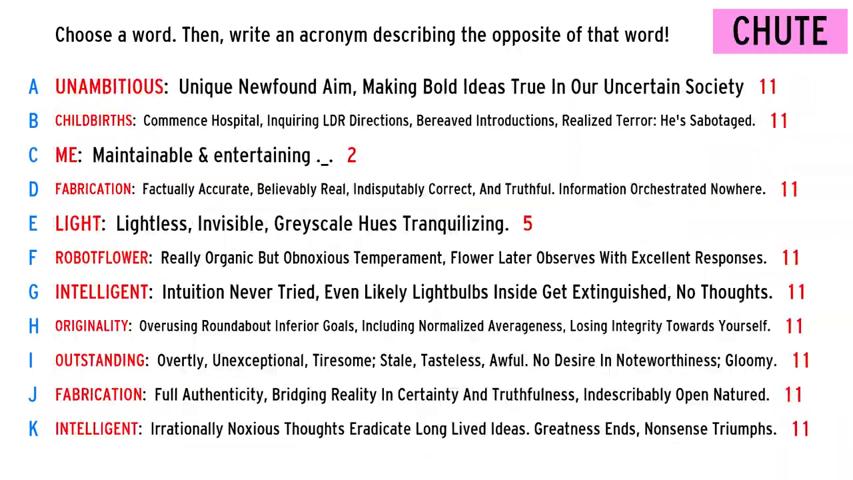 Choose a word. Then, write an acronym describing the opposite of that word!
CHUTE
A UNAMBITIOUS: Unique Newfound Aim, Making Bold Ideas True In Our Uncertain Society 11
B CHILDBIRTHS: Commence Hospital, Inquiring LDR Directions, Bereaved Introductions, Realized Terror: He's Sabotaged. 11
C ME: Maintainable & entertaining ._. 2
D FABRICATION: Factually Accurate, Believably Real, Indisputably Correct, And Truthful. Information Orchestrated Nowhere. 11
E LIGHT: Lightless, Invisible, Greyscale Hues Tranquilizing. 5
F ROBOTFLOWER: Really Organic But Obnoxious Temperament, Flower Later Observes With Excellent Responses. 11
G INTELLIGENT: Intuition Never Tried, Even Likely Lightbulbs Inside Get Extinguished, No Thoughts. 11
H ORIGINALITY: Overusing Roundabout Inferior Goals, Including Normalized Averageness, Losing Integrity Towards Yourself. 11
I OUTSTANDING: Overtly, Unexceptional, Tiresome; Stale, Tasteless, Awful. No Desire In Noteworthiness; Gloomy. 11
J FABRICATION: Full Authenticity, Bridging Reality In Certainty And Truthfulness, Indescribably Open Natured. 11
K INTELLIGENT: Irrationally Noxious Thoughts Eradicate Long Lived Ideas. Greatness Ends, Nonsense Triumphs. 11